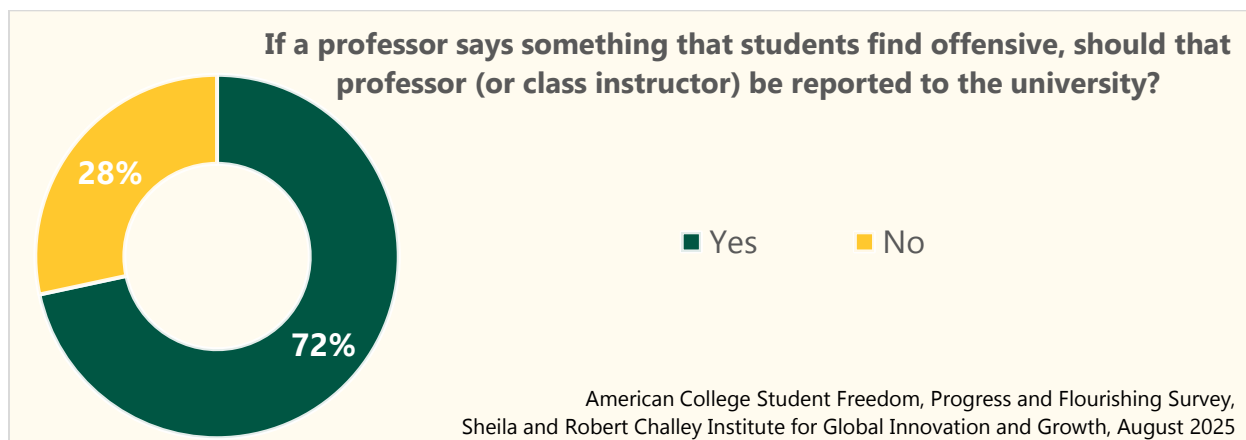 If a professor says something that students find offensive, should that
professor (or class instructor) be reported to the university?
28%
72%
Yes
No
American College Student Freedom, Progress and Flourishing Survey,
Sheila and Robert Challey Institute for Global Innovation and Growth, August 2025